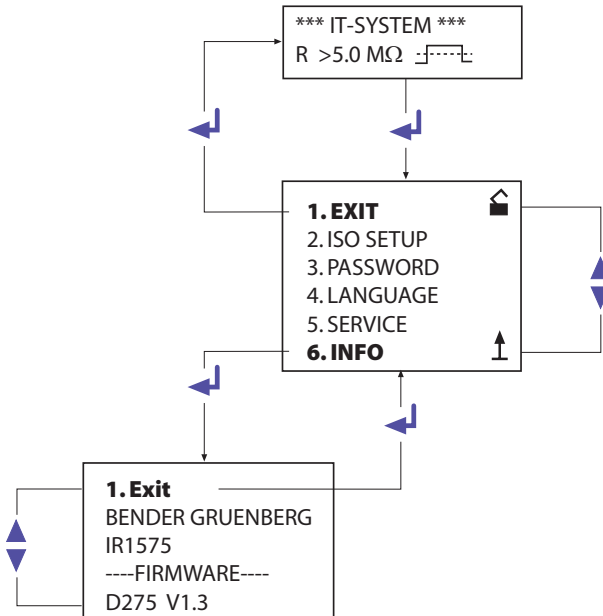 *** IT-SYSTEM ***
R >5.0 MΩ
1. EXIT
2. ISO SETUP
3. PASSWORD
4. LANGUAGE
5. SERVICE
6. INFO
1. Exit
BENDER GRUENBERG
IR1575
----FIRMWARE----
D275 V1.3